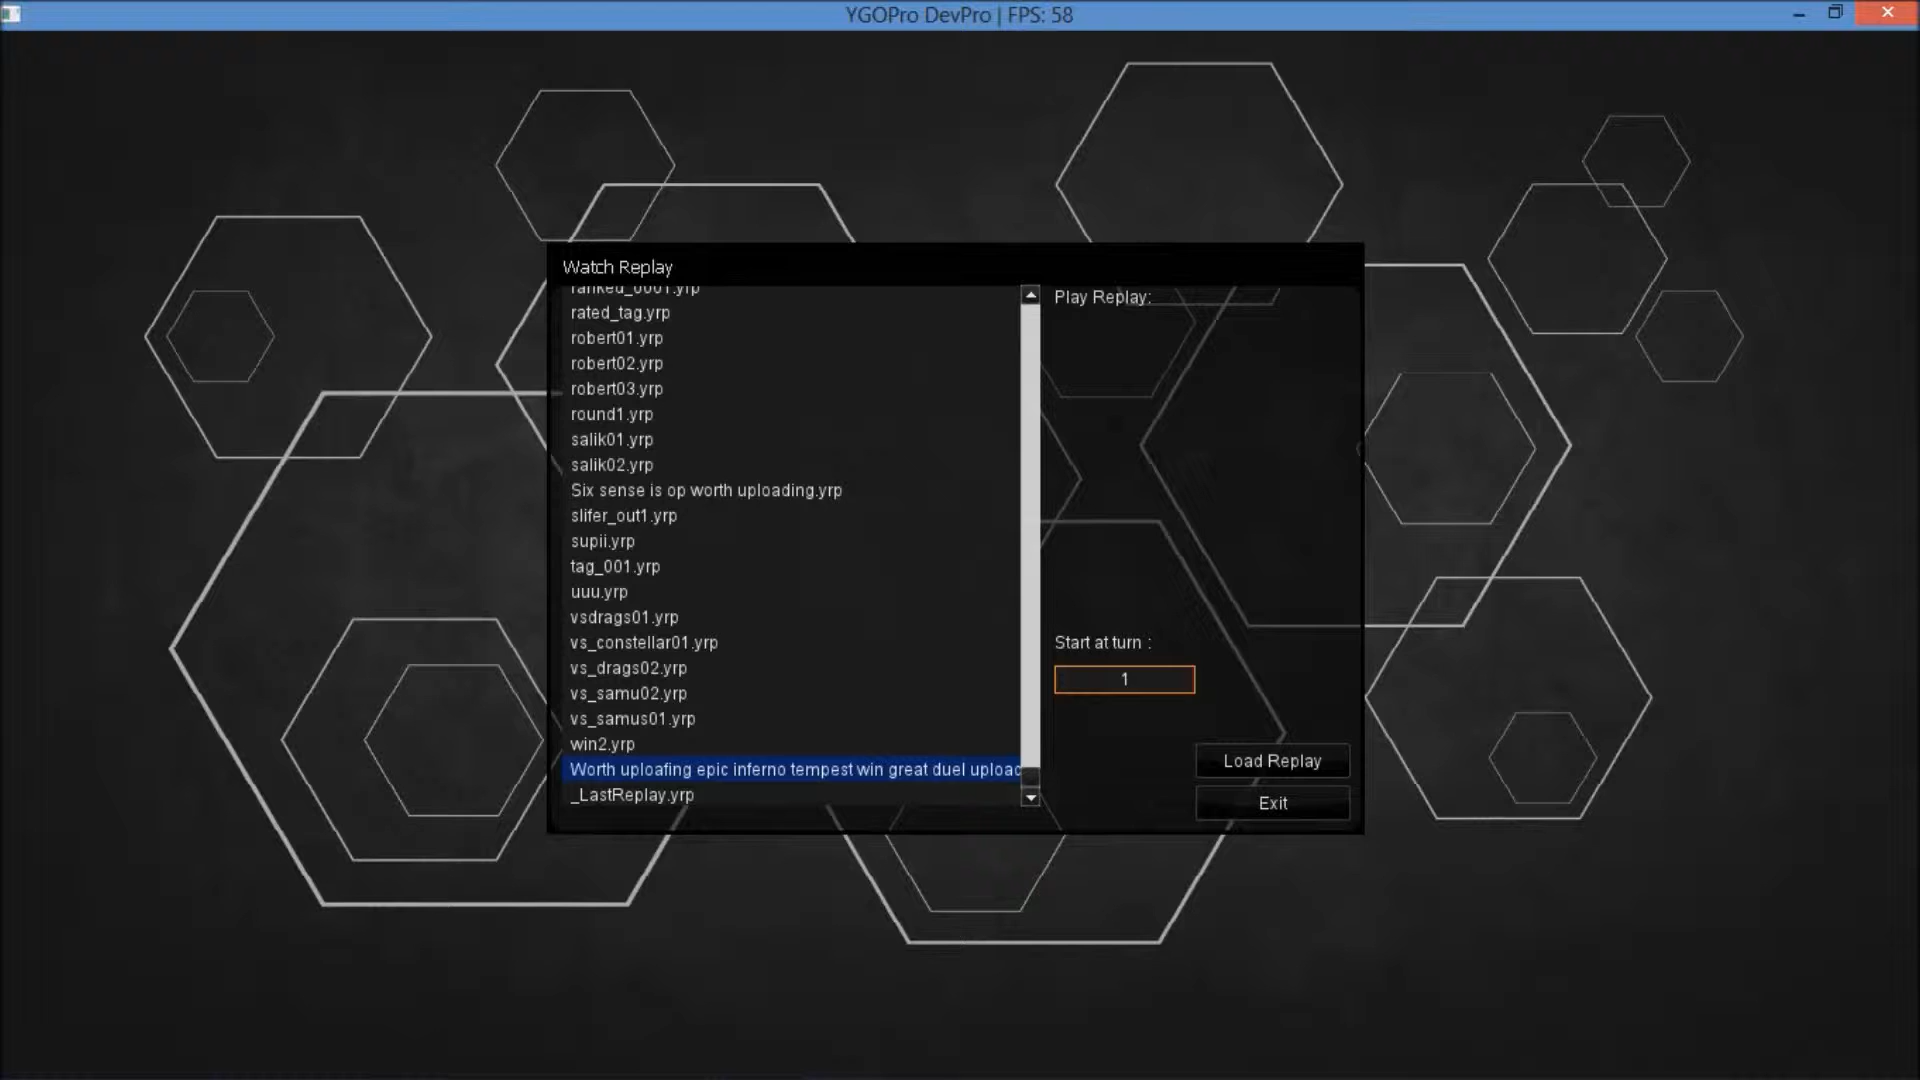 YGOPro DevPro | FPS: 58
Watch Replay
ranked_0001.yrp
rated_tag.yrp
robert01.yrp
robert02.yrp
robert03.yrp
round1.yrp
salik01.yrp
salik02.yrp
Six sense is op worth uploading.yrp
slifer_out1.yrp
supii.yrp
tag_001.yrp
uuu.yrp
vsdrags01.yrp
vs_constellar01.yrp
vs_drags02.yrp
vs_samu02.yrp
vs_samus01.yrp
win2.yrp
Worth uploafing epic inferno tempest win great duel uploac
_LastReplay.yrp
Play Replay:
Start at turn :
1
Load Replay
Exit